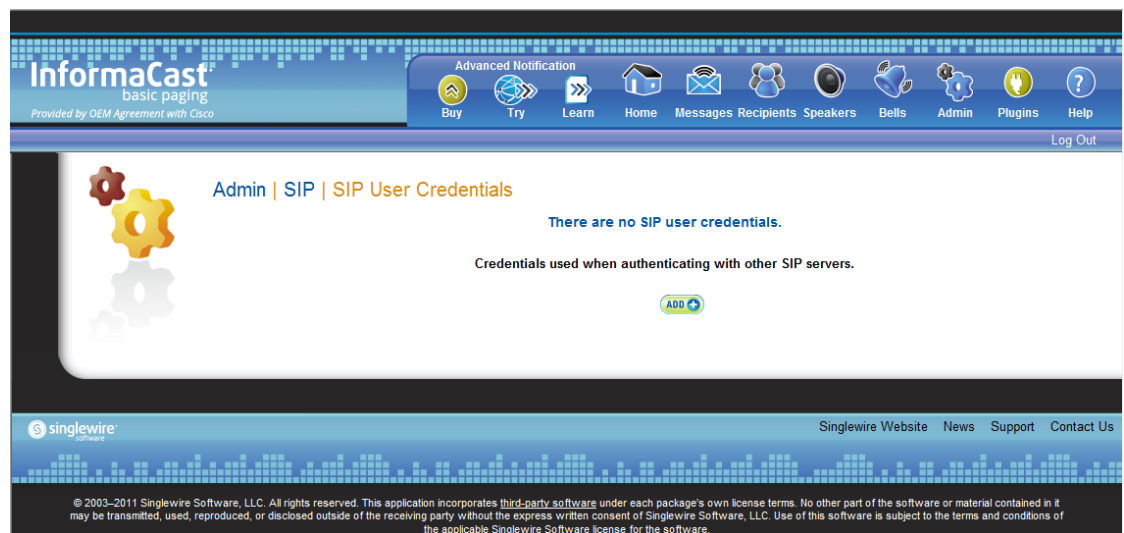 InformaCast
basic paging
Provided by OEM Agreement with Cisco
Advanced Notification
Buy Try Learn Home Messages Recipients Speakers Bells Admin Plugins Help
Log Out
Admin | SIP | SIP User Credentials
There are no SIP user credentials.
Credentials used when authenticating with other SIP servers.
ADD
singlewire
software
Singlewire Website News Support Contact Us
© 2003–2011 Singlewire Software, LLC. All rights reserved. This application incorporates third-party software under each package's own license terms. No other part of the software or material contained in it
may be transmitted, used, reproduced, or disclosed outside of the receiving party without the express written consent of Singlewire Software, LLC. Use of this software is subject to the terms and conditions of
the applicable Singlewire Software license for the software.